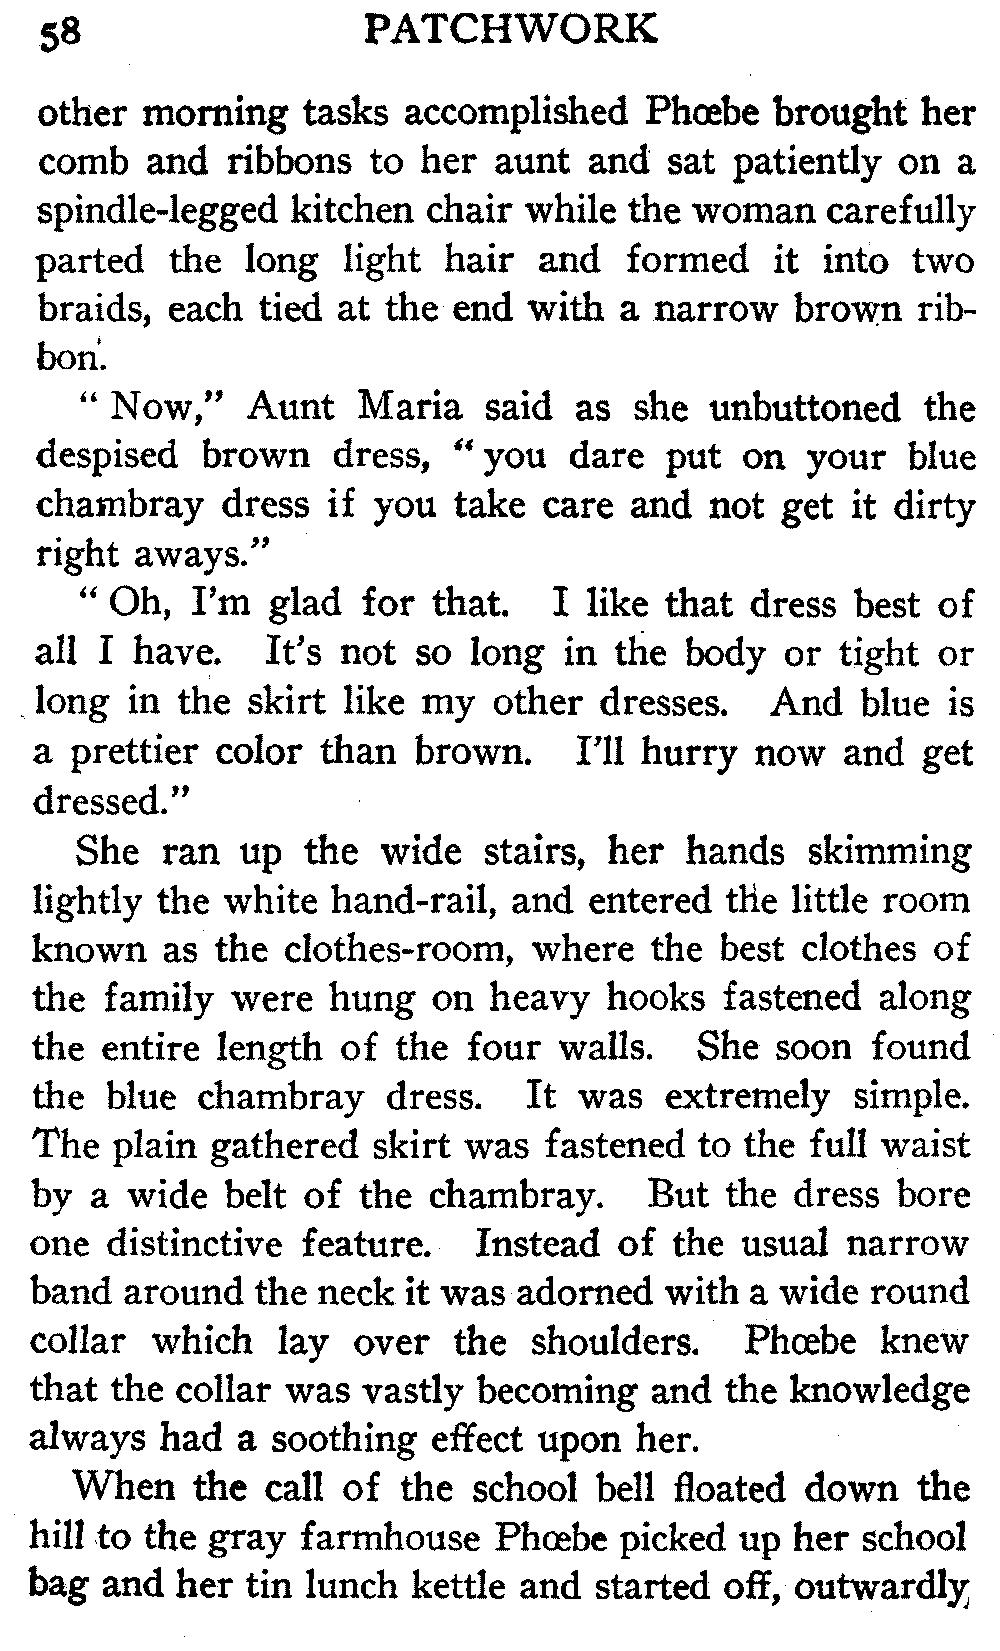 58 PATCHWORK
other morning tasks accomplished Phœbe brought her
comb and ribbons to her aunt and sat patiently on a
spindle-legged kitchen chair while the woman carefully
parted the long light hair and formed it into two
braids, each tied at the end with a narrow brown rib-
bon.
“ Now,” Aunt Maria said as she unbuttoned the
despised brown dress, “ you dare put on your blue
chambray dress if you take care and not get it dirty
right aways.”
“ Oh, I’m glad for that. I like that dress best of
all I have. It’s not so long in the body or tight or
long in the skirt like my other dresses. And blue is
a prettier color than brown. I’ll hurry now and get
dressed.”
She ran up the wide stairs, her hands skimming
lightly the white hand-rail, and entered the little room
known as the clothes-room, where the best clothes of
the family were hung on heavy hooks fastened along
the entire length of the four walls. She soon found
the blue chambray dress. It was extremely simple.
The plain gathered skirt was fastened to the full waist
by a wide belt of the chambray. But the dress bore
one distinctive feature. Instead of the usual narrow
band around the neck it was adorned with a wide round
collar which lay over the shoulders. Phœbe knew
that the collar was vastly becoming and the knowledge
always had a soothing effect upon her.
When the call of the school bell floated down the
hill to the gray farmhouse Phœbe picked up her school
bag and her tin lunch kettle and started off, outwardly